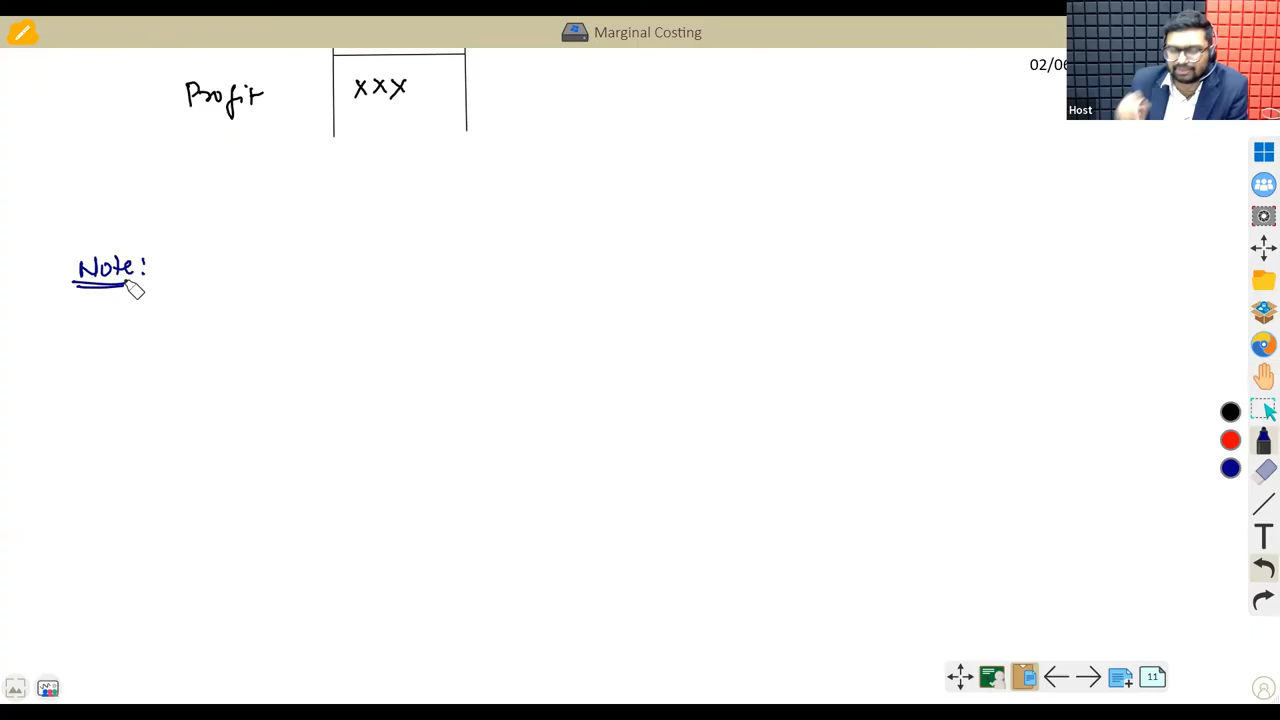 Marginal Costing
02/06
Profit xxx
Host
Note:
T
11